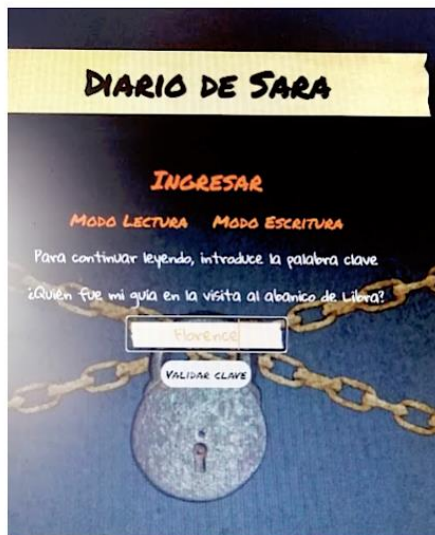 DIARIO DE SARA
INGRESAR
MODO LECTURA MODO ESCRITURA
Para continuar leyendo, introduce la palabra clave
¿Quién fue mi guía en la visita al abanico de Libra?
Florence
VALIDAR CLAVE